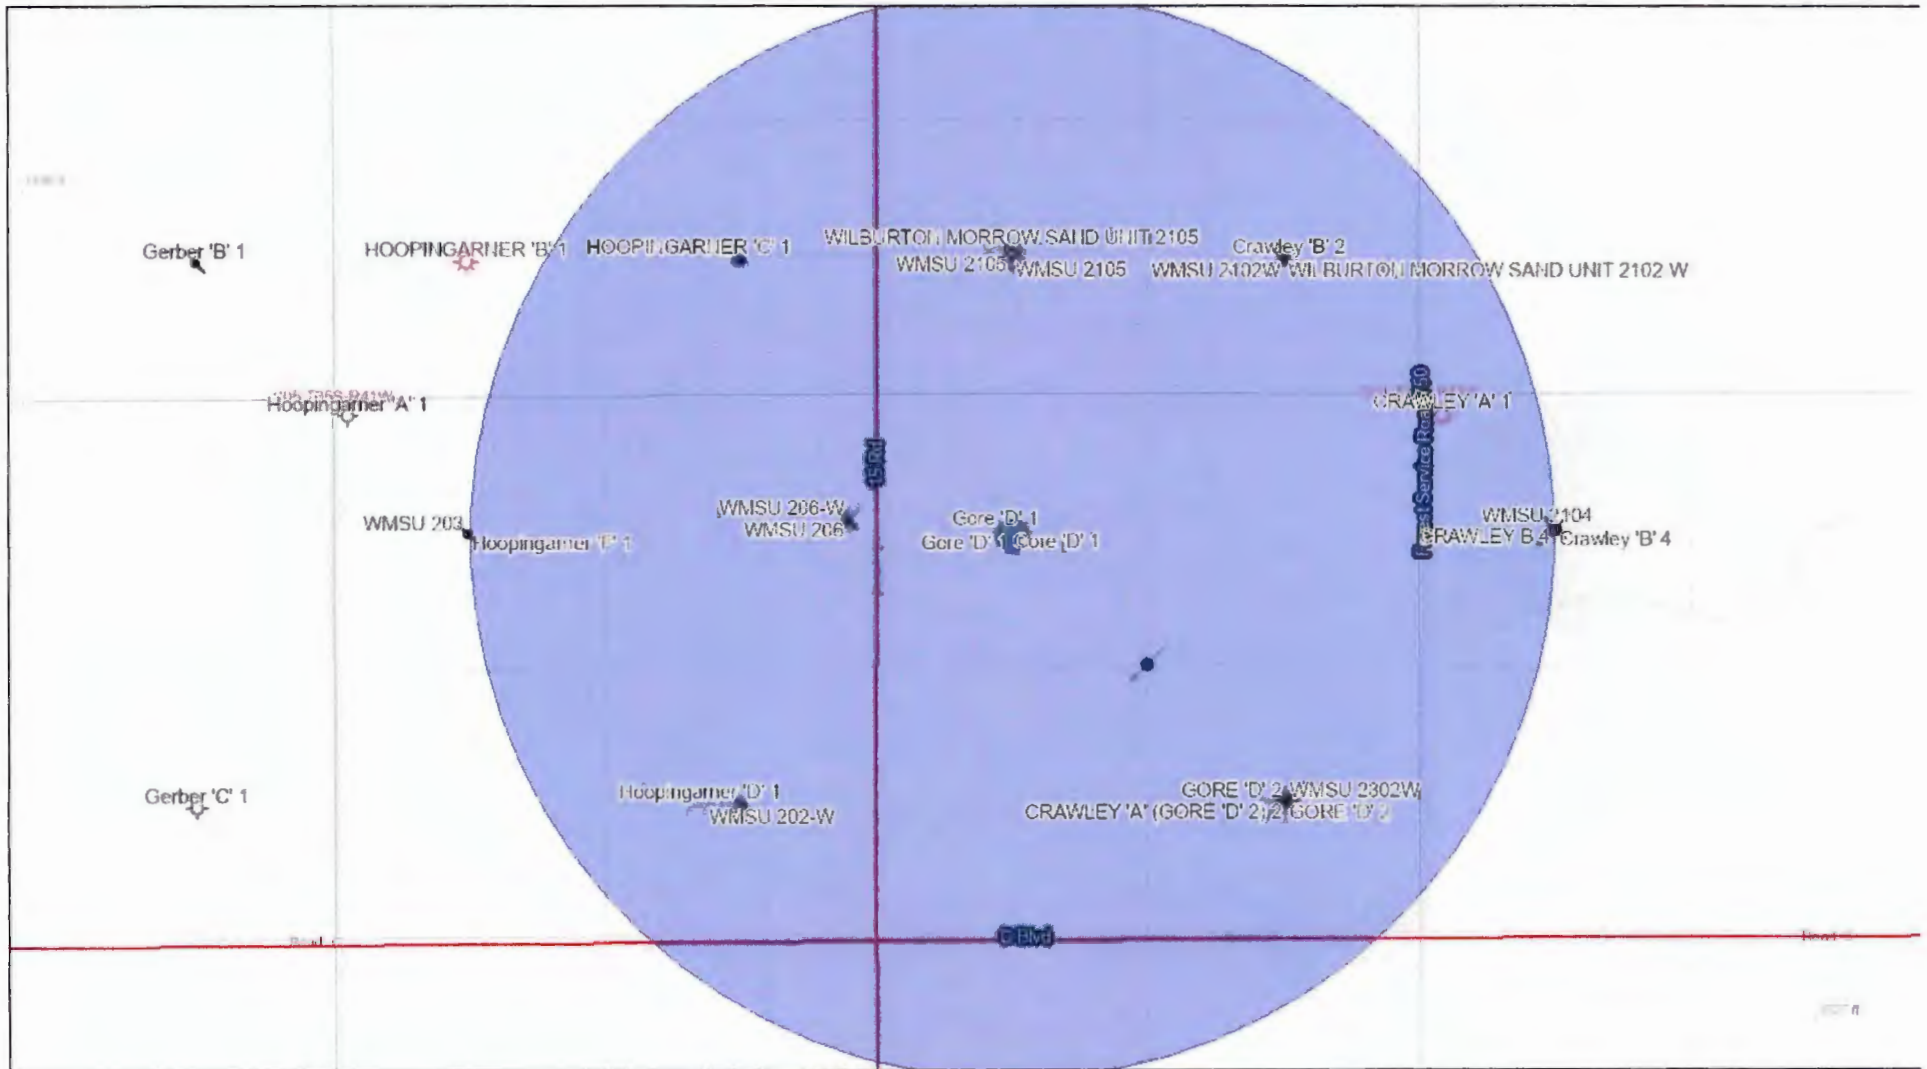 WILBURTON MORROW SAND UNIT 2105
Gerber 'B' 1
HOOPINGARNER 'B' 1
HOOPINGARNER 'C' 1
Crawley 'B' 2
WMSU 2105
WMSU 2105
WMSU 2102W
WILBURTON MORROW SAND UNIT 2102 W
Hoopingarner 'A' 1
CRAWLEY 'A' 1
15 Rd
WMSU 203
Hoopingarner 'F' 1
WMSU 206-W
WMSU 206
Gore 'D' 1
Gore 'D' 1
Gore 'D' 1
WMSU 2104
CRAWLEY B 4
Crawley 'B' 4
Gerber 'C' 1
Hoopingarner 'D' 1
WMSU 202-W
GORE 'D' 2
WMSU 2302W
CRAWLEY 'A' (GORE 'D' 2) 2
GORE 'D' 2
Road
C Blvd
Road